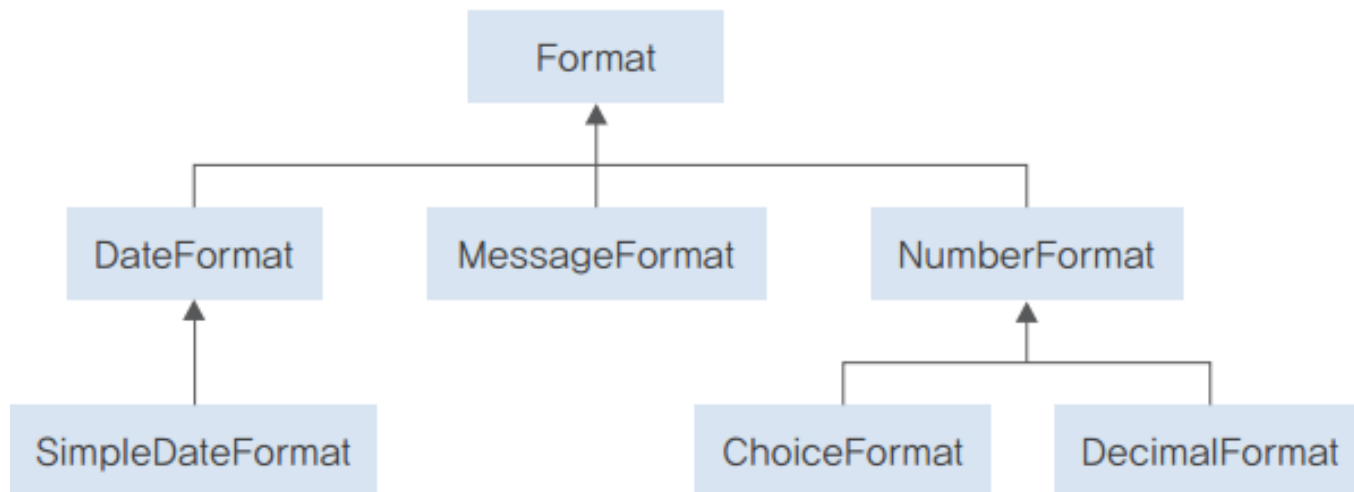 Format
DateFormat
MessageFormat
NumberFormat
SimpleDateFormat
ChoiceFormat
DecimalFormat